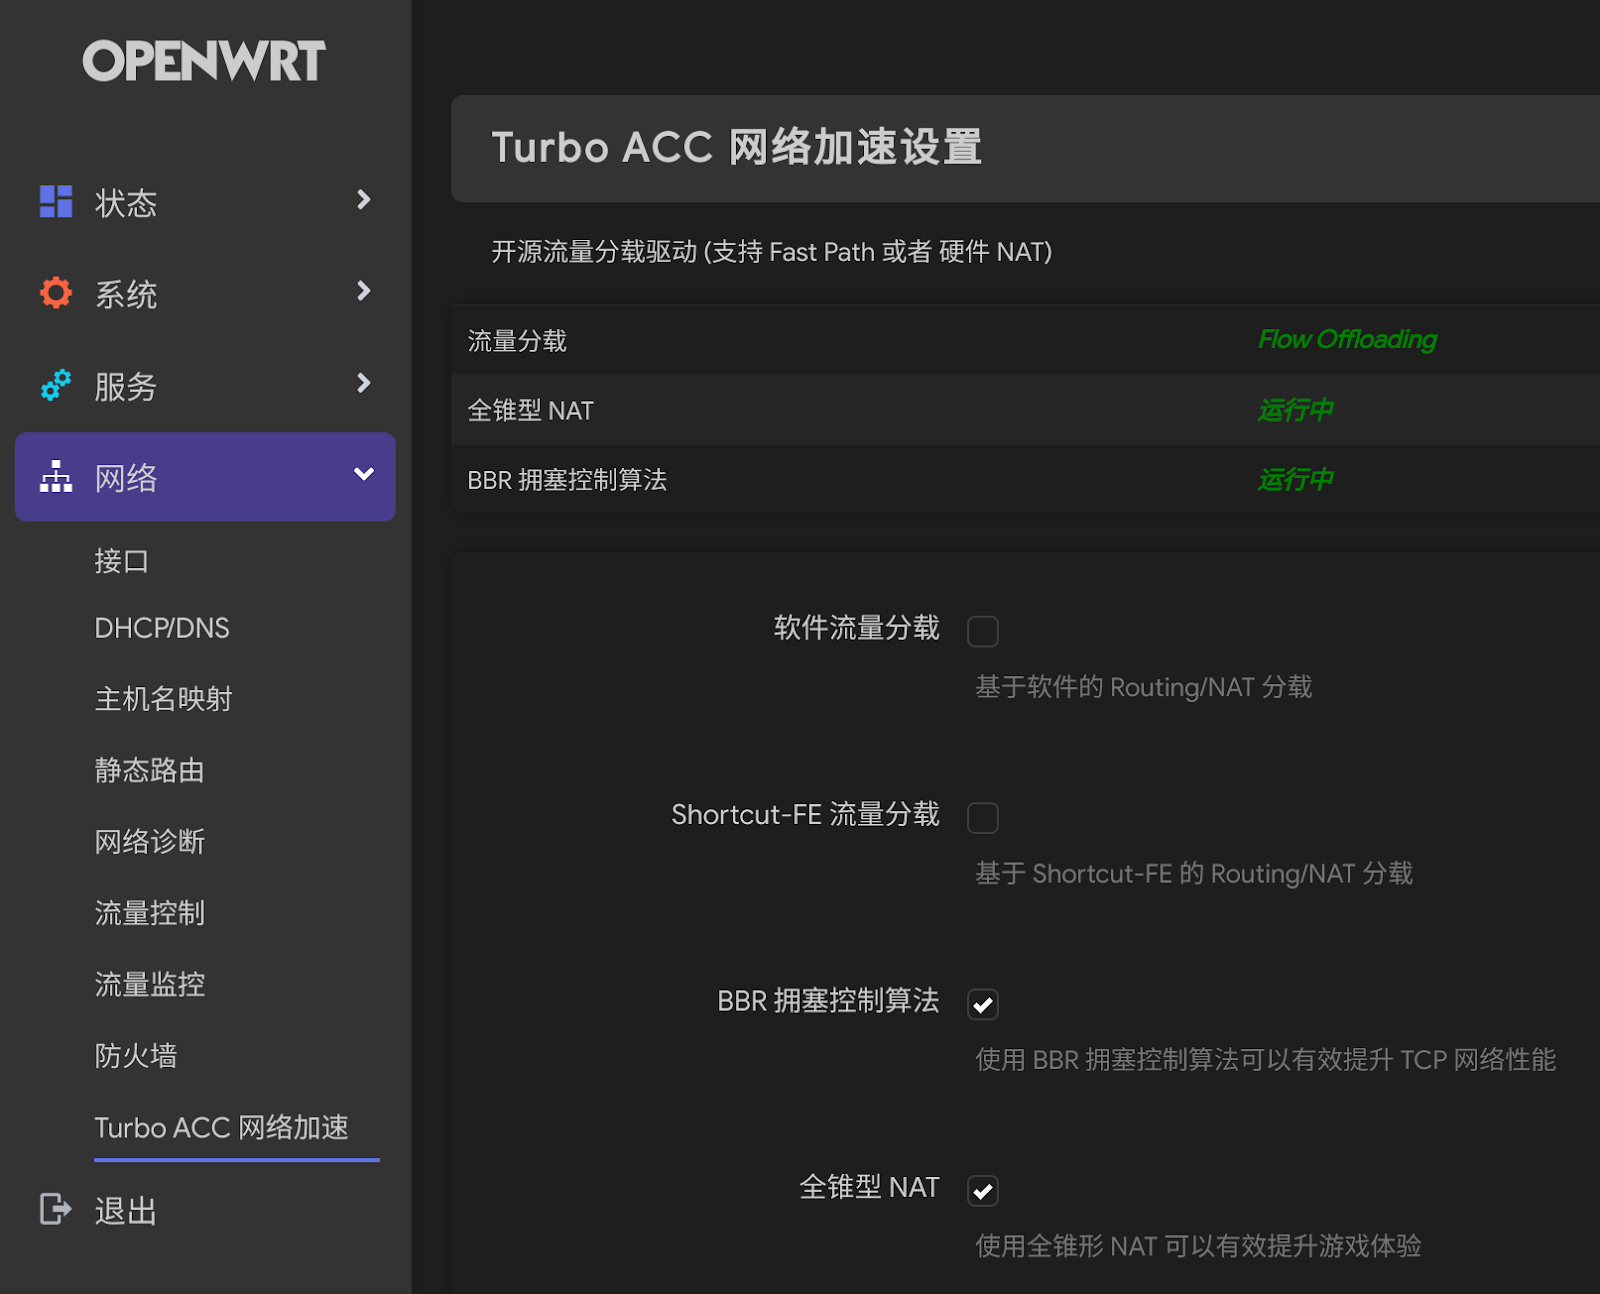 OPENWRT
状态
系统
服务
网络
接口
DHCP/DNS
主机名映射
静态路由
网络诊断
流量控制
流量监控
防火墙
Turbo ACC 网络加速
退出
Turbo ACC 网络加速设置
开源流量分载驱动 (支持 Fast Path 或者 硬件 NAT)
流量分载 Flow Offloading
全锥型 NAT 运行中
BBR 拥塞控制算法 运行中
软件流量分载
基于软件的 Routing/NAT 分载
Shortcut-FE 流量分载
基于 Shortcut-FE 的 Routing/NAT 分载
BBR 拥塞控制算法
使用 BBR 拥塞控制算法可以有效提升 TCP 网络性能
全锥型 NAT
使用全锥形 NAT 可以有效提升游戏体验